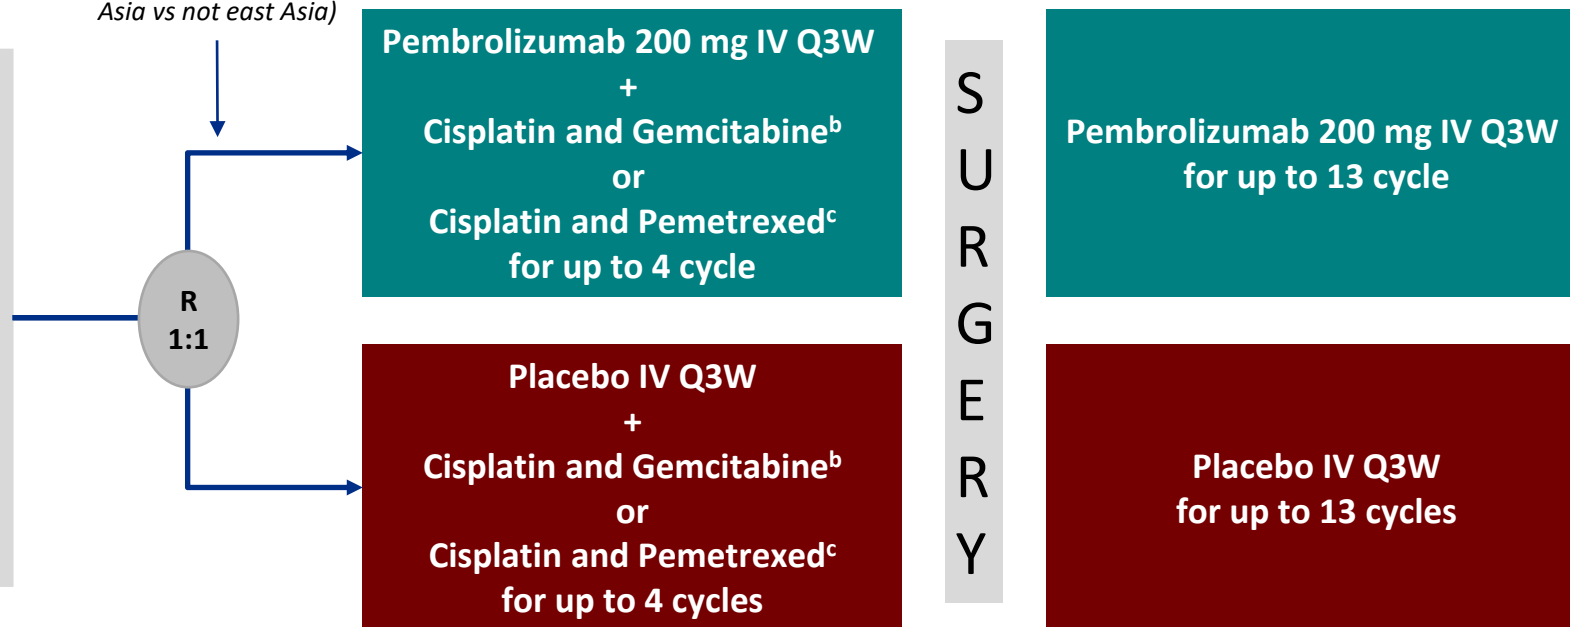 Asia vs not east Asia)
R
1:1
Pembrolizumab 200 mg IV Q3W
+
Cisplatin and Gemcitabineᵇ
or
Cisplatin and Pemetrexedᶜ
for up to 4 cycle
Placebo IV Q3W
+
Cisplatin and Gemcitabineᵇ
or
Cisplatin and Pemetrexedᶜ
for up to 4 cycles
SURGERY
Pembrolizumab 200 mg IV Q3W
for up to 13 cycle
Placebo IV Q3W
for up to 13 cycles